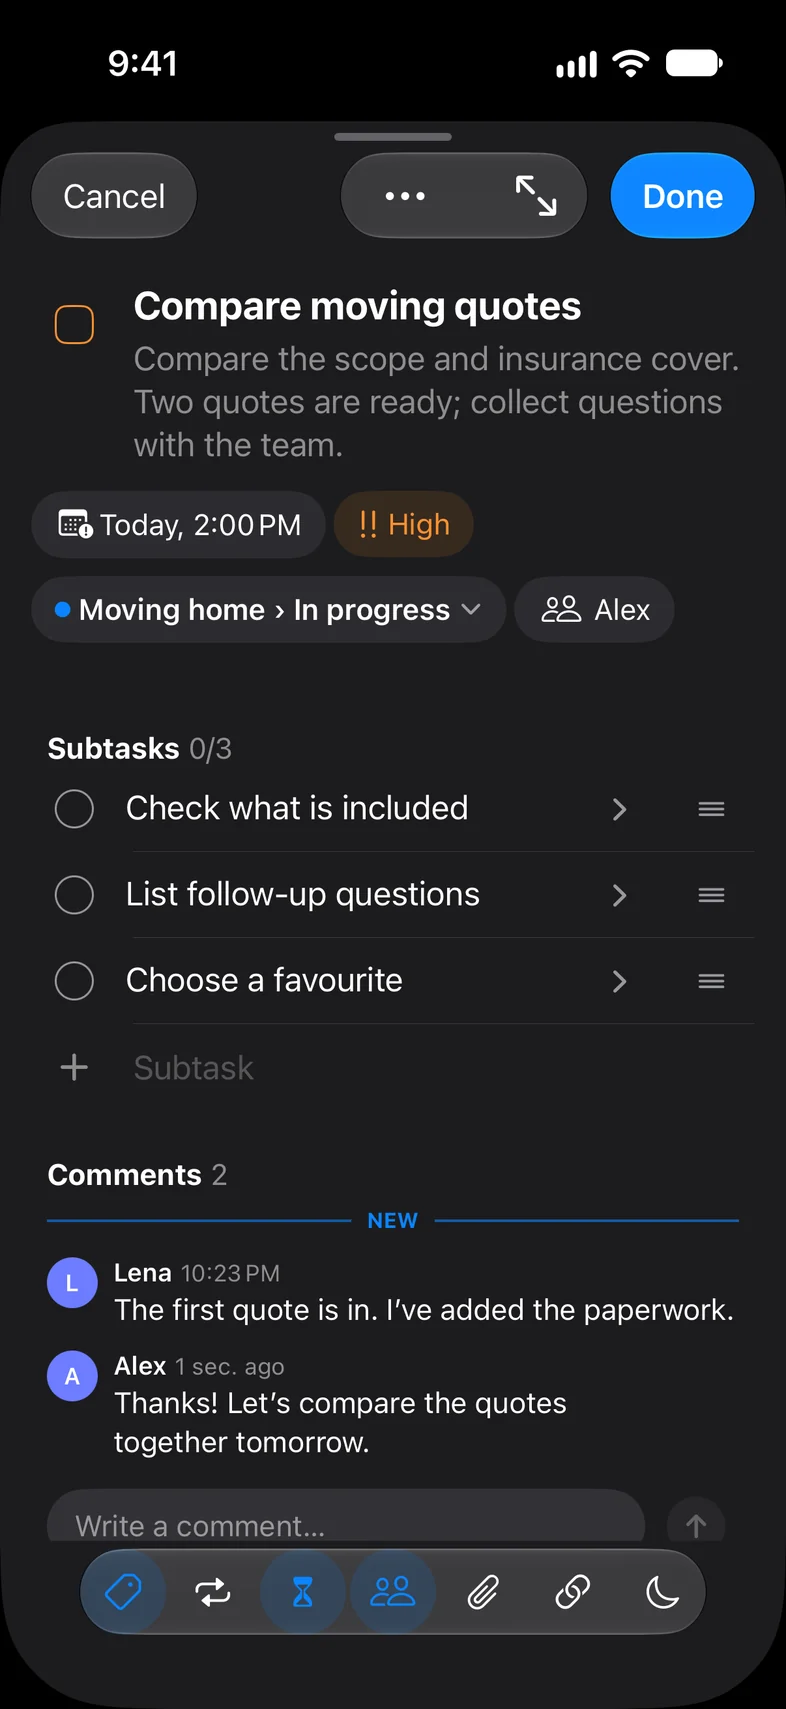 9:41
Cancel
Done
Compare moving quotes
Compare the scope and insurance cover.
Two quotes are ready; collect questions
with the team.
Today, 2:00 PM
!! High
Moving home › In progress
Alex
Subtasks 0/3
Check what is included
List follow-up questions
Choose a favourite
Subtask
Comments 2
NEW
L
Lena 10:23 PM
The first quote is in. I’ve added the paperwork.
A
Alex 1 sec. ago
Thanks! Let’s compare the quotes
together tomorrow.
Write a comment...